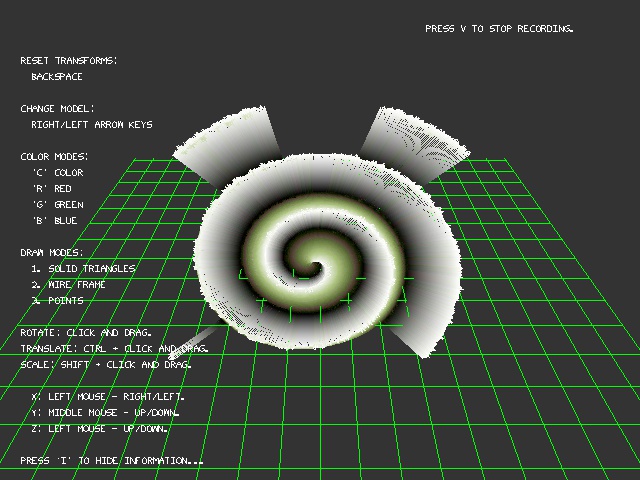 PRESS V TO STOP RECORDING.
RESET TRANSFORMS:
BACKSPACE
CHANGE MODEL:
RIGHT/LEFT ARROW KEYS
COLOR MODES:
'C' COLOR
'R' RED
'G' GREEN
'B' BLUE
DRAW MODES:
1. SOLID TRIANGLES
2. WIRE FRAME
3. POINTS
ROTATE: CLICK AND DRAG.
TRANSLATE: CTRL + CLICK AND DRAG.
SCALE: SHIFT + CLICK AND DRAG.
X: LEFT MOUSE - RIGHT/LEFT.
Y: MIDDLE MOUSE - UP/DOWN.
Z: LEFT MOUSE - UP/DOWN.
PRESS 'I' TO HIDE INFORMATION...